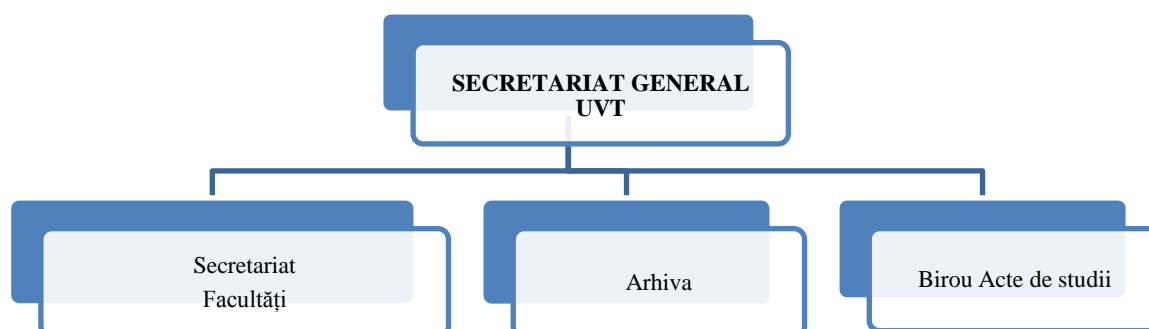 SECRETARIAT GENERAL
UVT
Secretariat
Facultăți
Arhiva
Birou Acte de studii